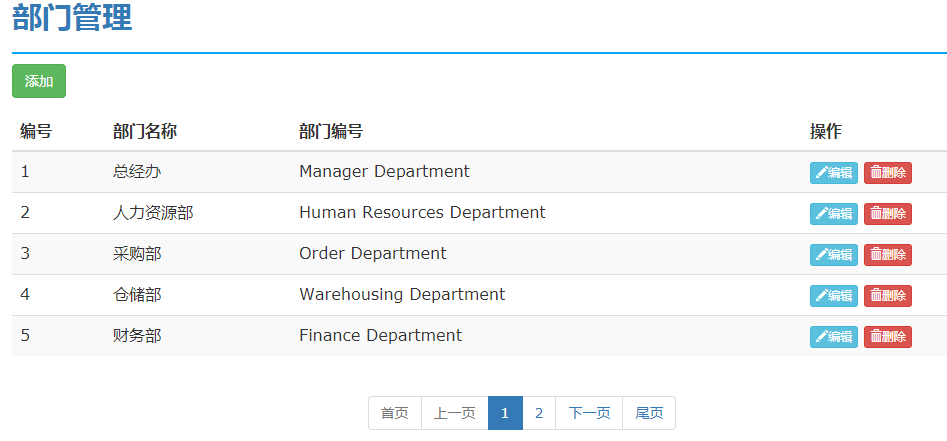 部门管理
添加
编号 部门名称 部门编号 操作
1 总经办 Manager Department 编辑 删除
2 人力资源部 Human Resources Department 编辑 删除
3 采购部 Order Department 编辑 删除
4 仓储部 Warehousing Department 编辑 删除
5 财务部 Finance Department 编辑 删除
首页 上一页 1 2 下一页 尾页